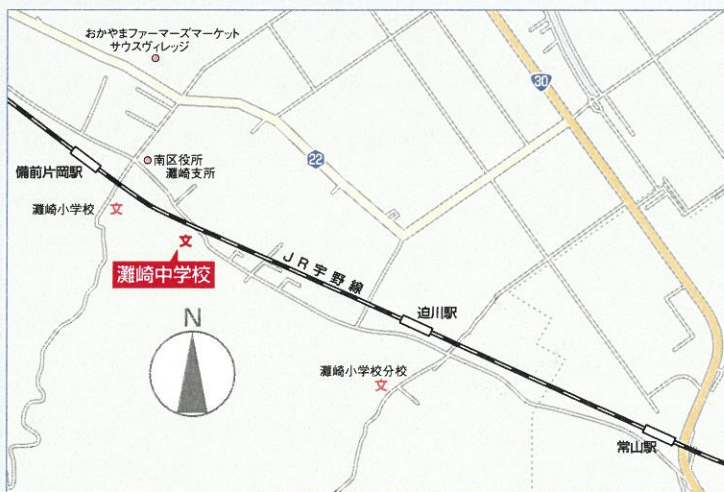 おかやまファーマーズマーケット
サウスヴィレッジ
30
南区役所
灘崎支所
22
備前片岡駅
灘崎小学校
文
文
灘崎中学校
JR宇野線
迫川駅
N
灘崎小学校分校
文
常山駅